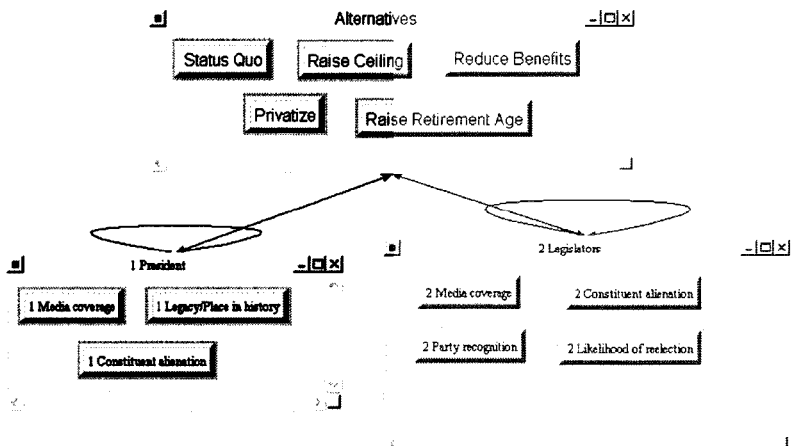 Alternatives
Status Quo
Raise Ceiling
Reduce Benefits
Privatize
Raise Retirement Age
1 President
1 Media coverage
1 Legacy/Place in history
1 Constituent alienation
2 Legislators
2 Media coverage
2 Constituent alienation
2 Party recognition
2 Likelihood of reelection